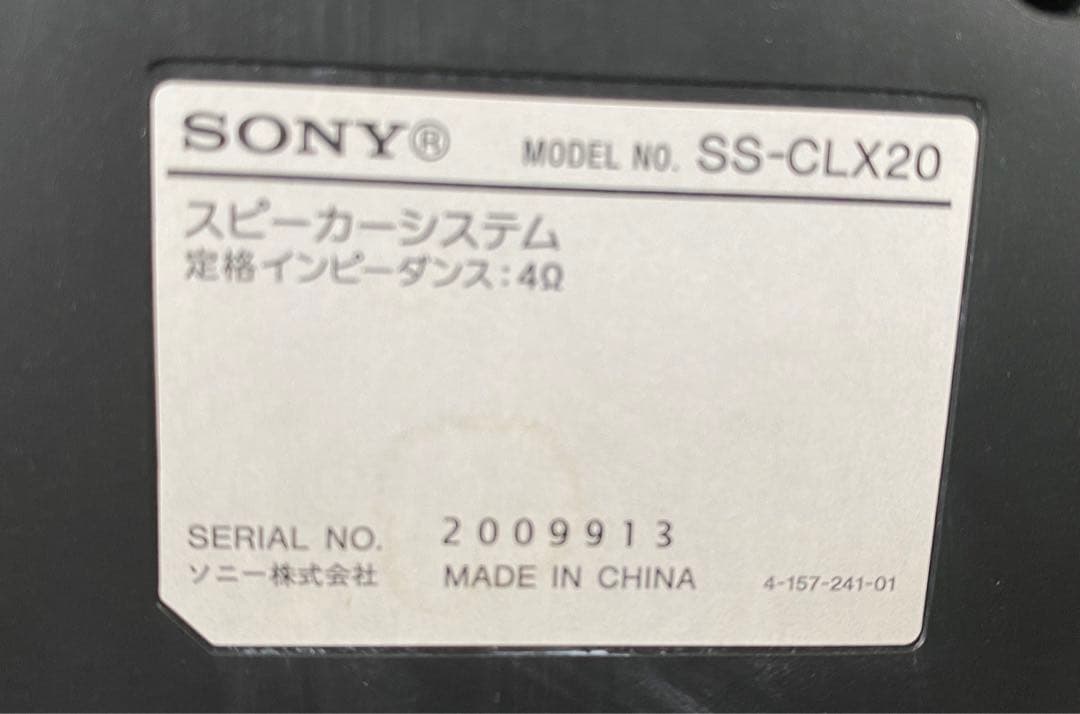 SONY® MODEL NO. SS-CLX20
スピーカーシステム
定格インピーダンス:4Ω
SERIAL NO. 2009913
ソニー株式会社 MADE IN CHINA 4-157-241-01